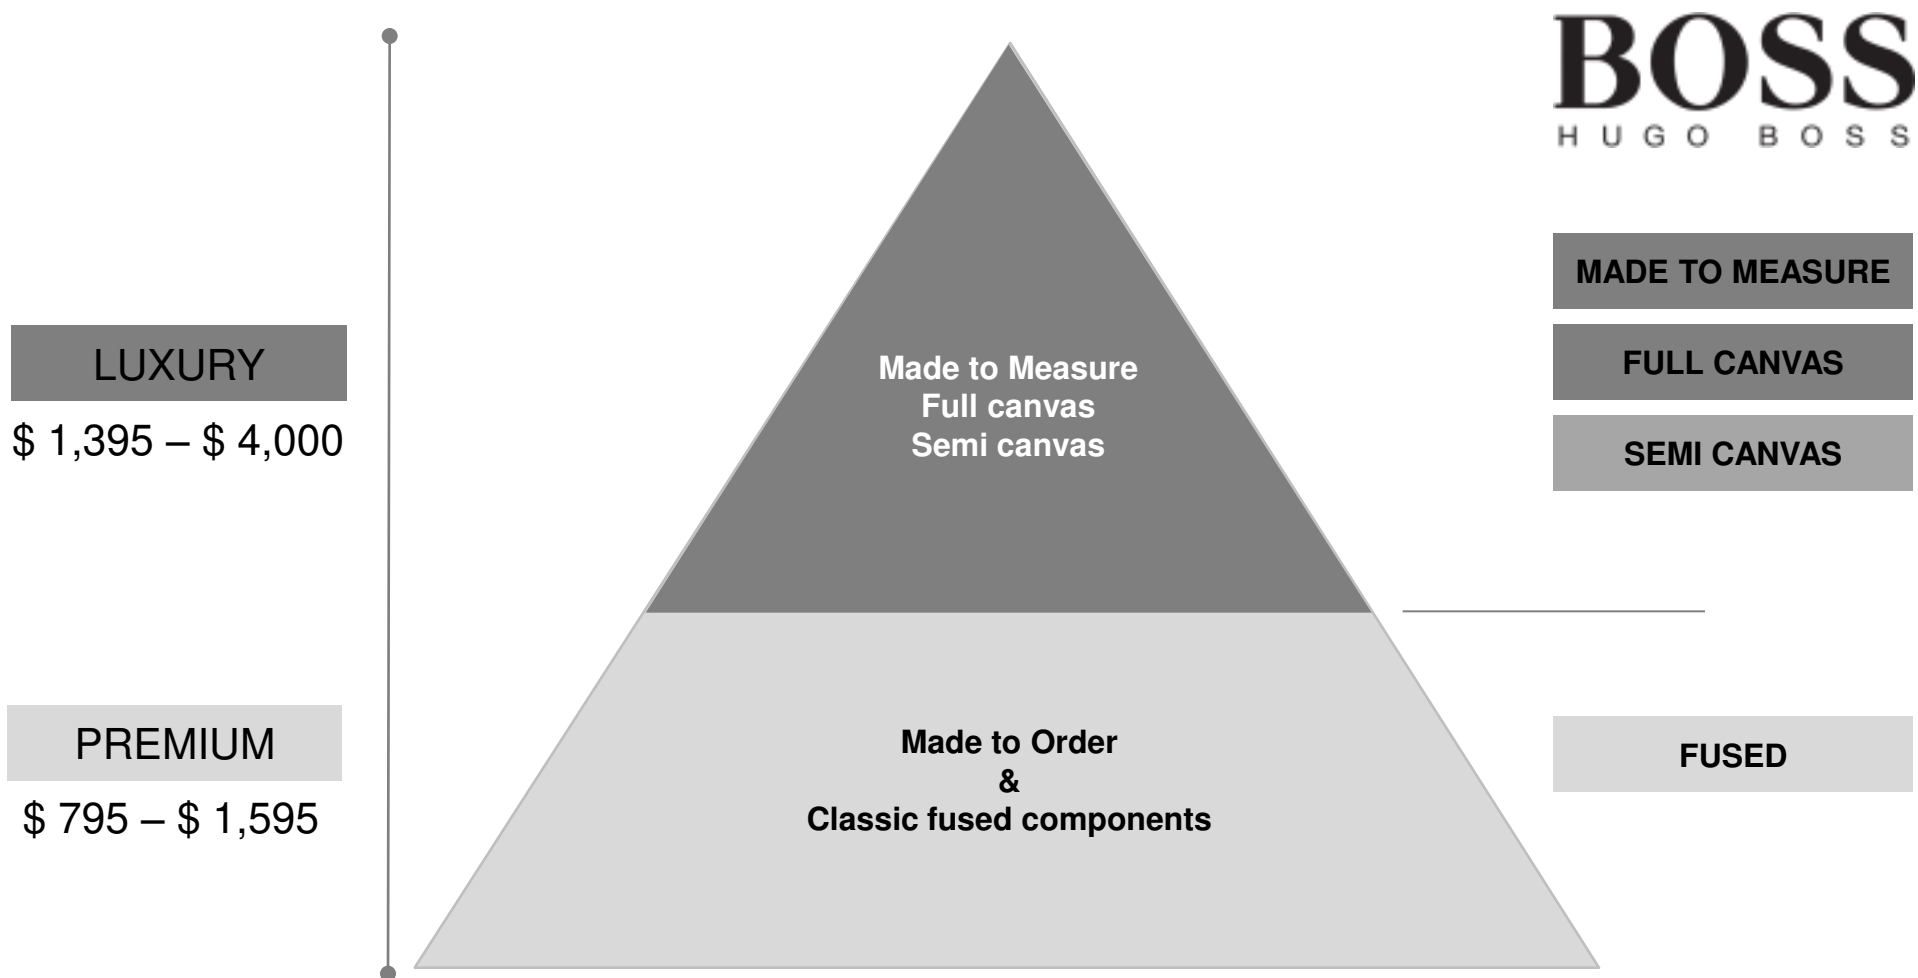 BOSS
HUGO BOSS
LUXURY
$ 1,395 – $ 4,000
Made to Measure
Full canvas
Semi canvas
MADE TO MEASURE
FULL CANVAS
SEMI CANVAS
PREMIUM
$ 795 – $ 1,595
Made to Order
&
Classic fused components
FUSED